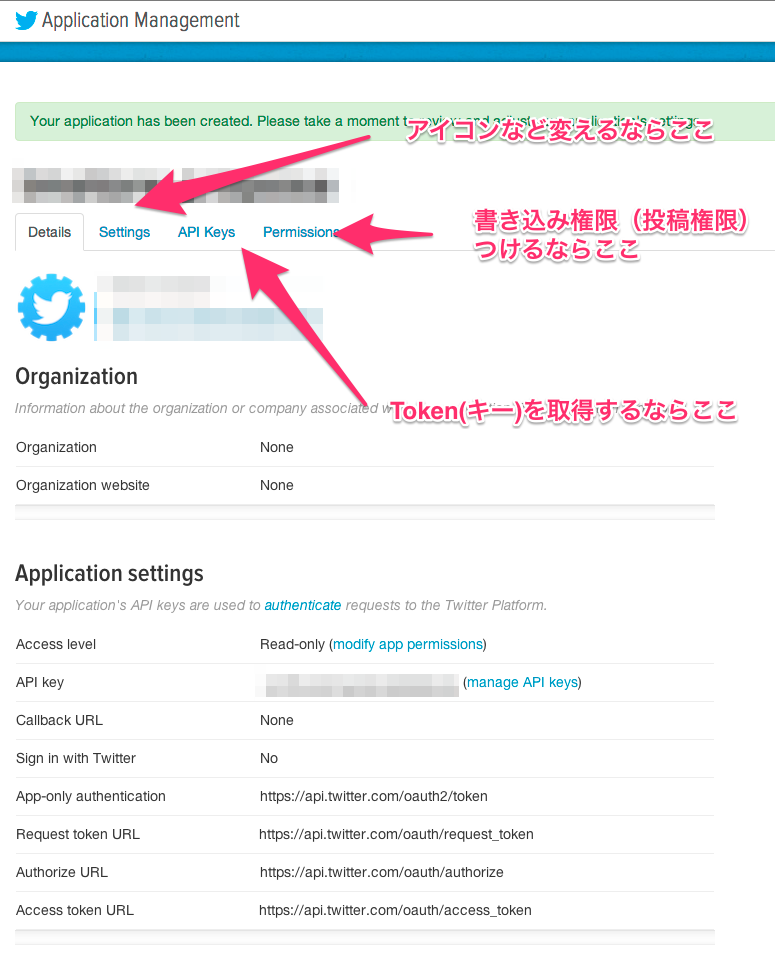 Application Management
Your application has been created. Please take a moment to review and adjust your application's settings
アイコンなど変えるならここ
Details Settings API Keys Permissions
書き込み権限（投稿権限）
つけるならここ
Organization
Information about the organization or company associated
Token(キー)を取得するならここ
Organization None
Organization website None
Application settings
Your application's API keys are used to authenticate requests to the Twitter Platform.
Access level Read-only (modify app permissions)
API key (manage API keys)
Callback URL None
Sign in with Twitter No
App-only authentication https://api.twitter.com/oauth2/token
Request token URL https://api.twitter.com/oauth/request_token
Authorize URL https://api.twitter.com/oauth/authorize
Access token URL https://api.twitter.com/oauth/access_token